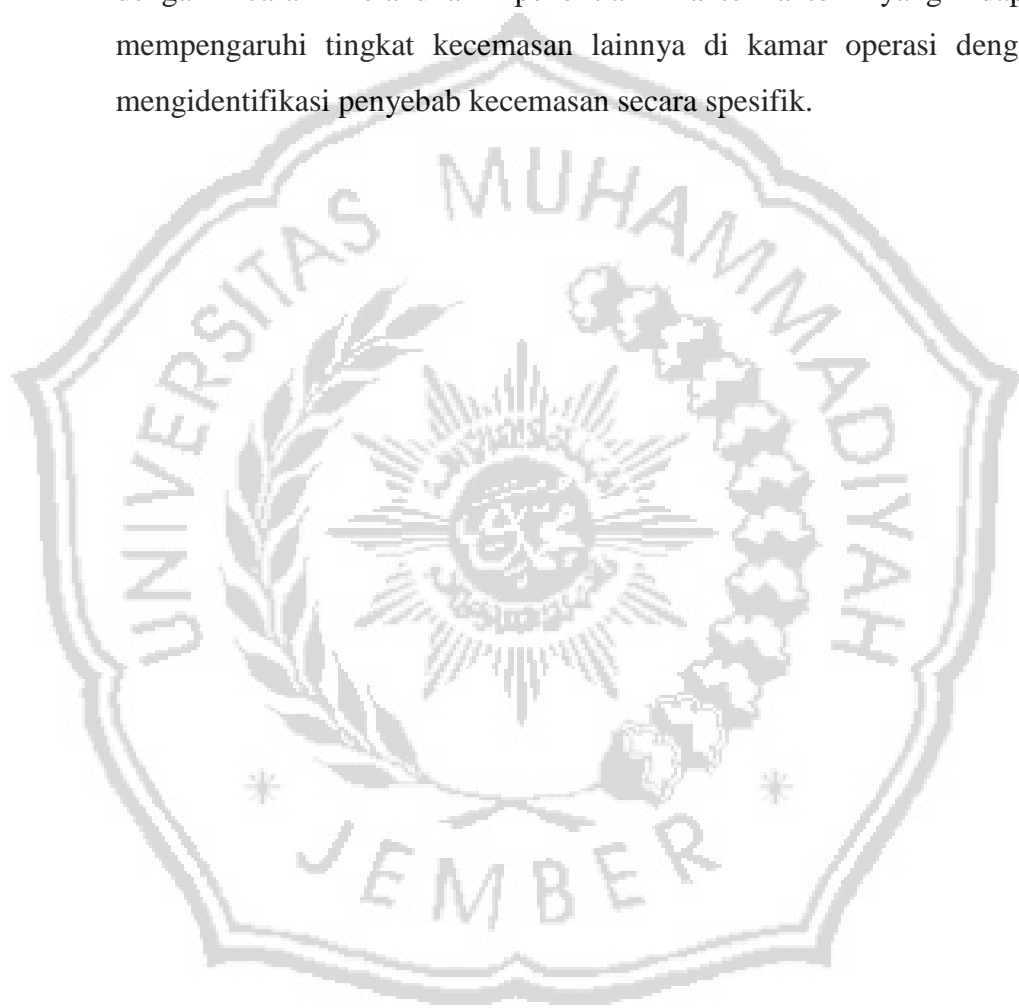 mempengaruhi tingkat kecemasan lainnya di kamar operasi deng
mengidentifikasi penyebab kecemasan secara spesifik.
UNIVERSITAS MUHAMMADIYAH
JEMBER